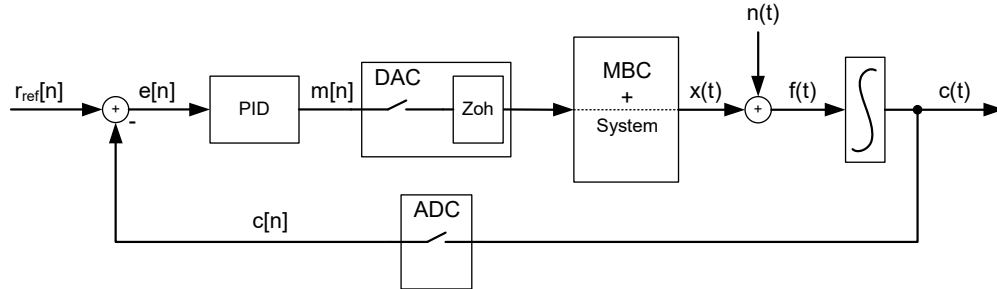 n(t)
r_ref[n]
e[n]
PID
m[n]
DAC
Zoh
MBC
+
System
x(t)
f(t)
c(t)
+
-
+
c[n]
ADC